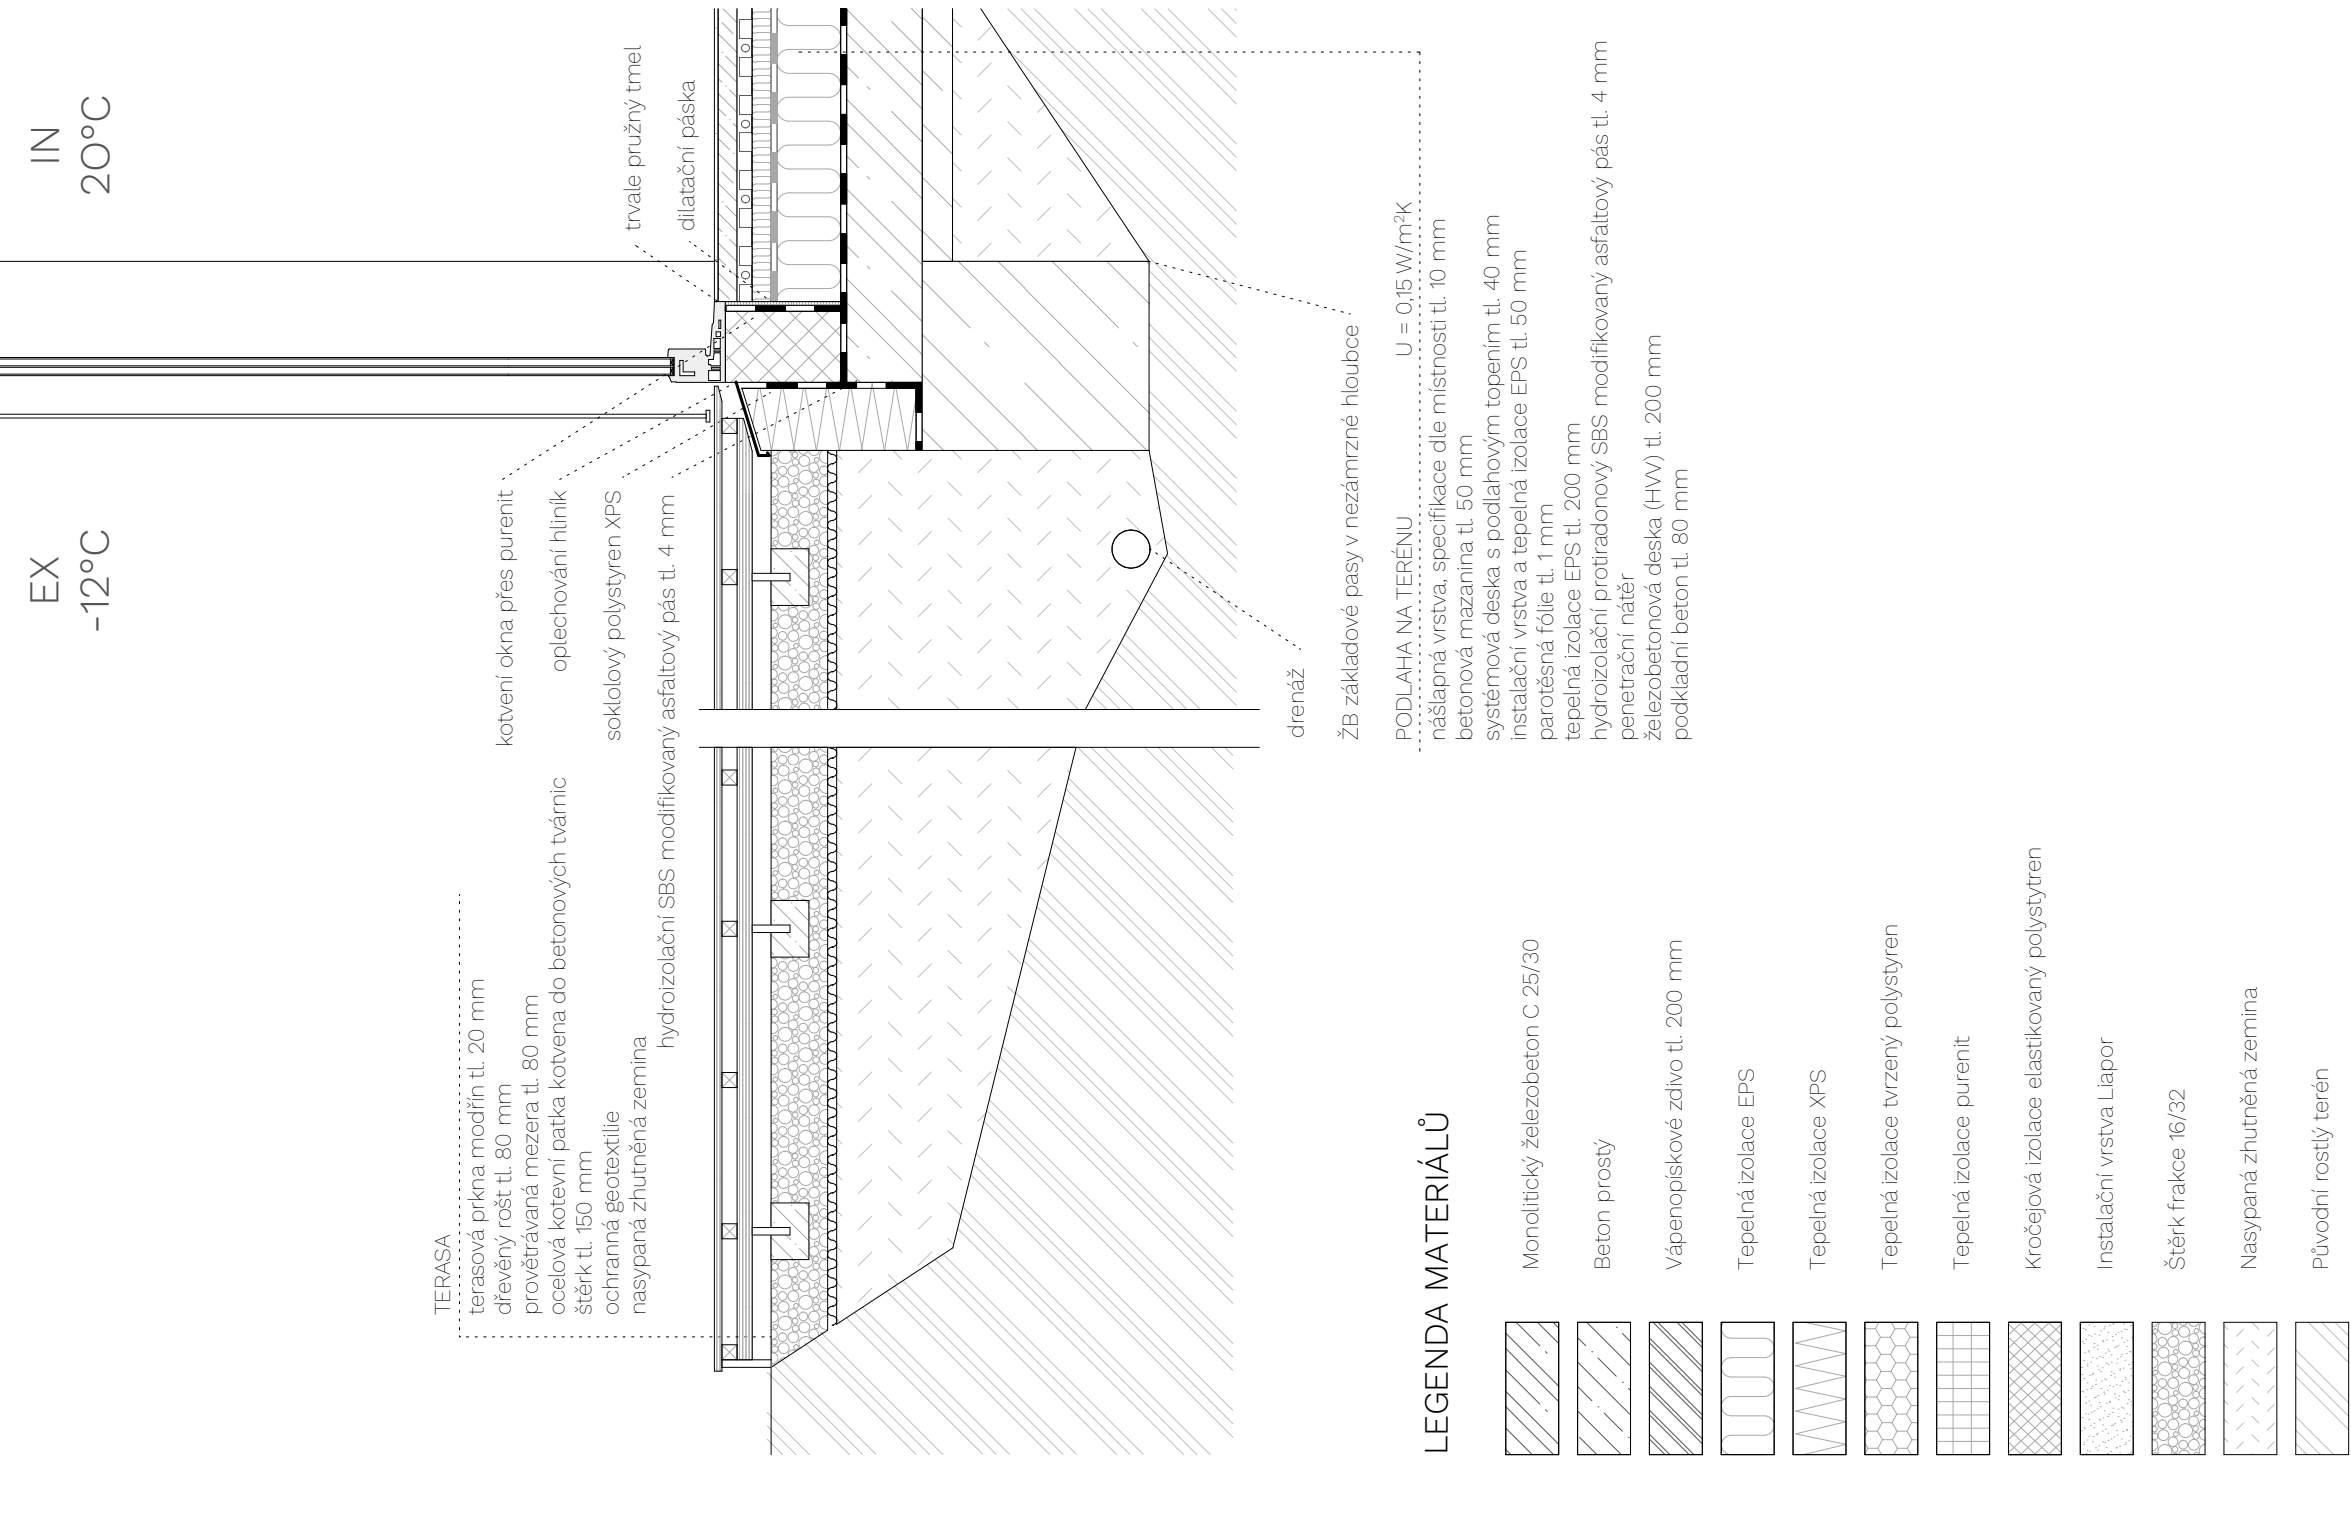 EX
-12°C
IN
20°C
TERASA
terasová prkna modřín tl. 20 mm
dřevěný rošt tl. 80 mm
provětrávaná mezera tl. 80 mm
ocelová kotevní patka kotvena do betonových tvárnic
štěrk tl. 150 mm
ochranná geotextilie
nasypaná zhutněná zemina
kotvení okna přes purenit
oplechování hliník
soklolový polystyren XPS
hydroizolační SBS modifikovaný asfaltový pás tl. 4 mm
trvale pružný tmel
dilatační páska
drenáž
ŽB základové pasy v nezámrzné hloubce
PODLAHA NA TERÉNU U = 0,15 W/m²K
nášlapná vrstva, specifikace dle místnosti tl. 10 mm
betonová mazanina tl. 50 mm
systémová deska s podlahovým topením tl. 40 mm
instalační vrstva a tepelná izolace EPS tl. 50 mm
parotěsná fólie tl. 1 mm
tepelná izolace EPS tl. 200 mm
hydroizolační protiradonový SBS modifikovaný asfaltový pás tl. 4 mm
penetrační nátěr
železobetonová deska (HVV) tl. 200 mm
podkladní beton tl. 80 mm
LEGENDA MATERIÁLŮ
Monolitický železobeton C 25/30
Beton prostý
Vápenopískové zdivo tl. 200 mm
Tepelná izolace EPS
Tepelná izolace XPS
Tepelná izolace tvrzený polystyren
Tepelná izolace purenit
Kročejová izolace elastikovaný polystytren
Instalační vrstva Liapor
Štěrk frakce 16/32
Nasypaná zhutněná zemina
Původní rostlý terén